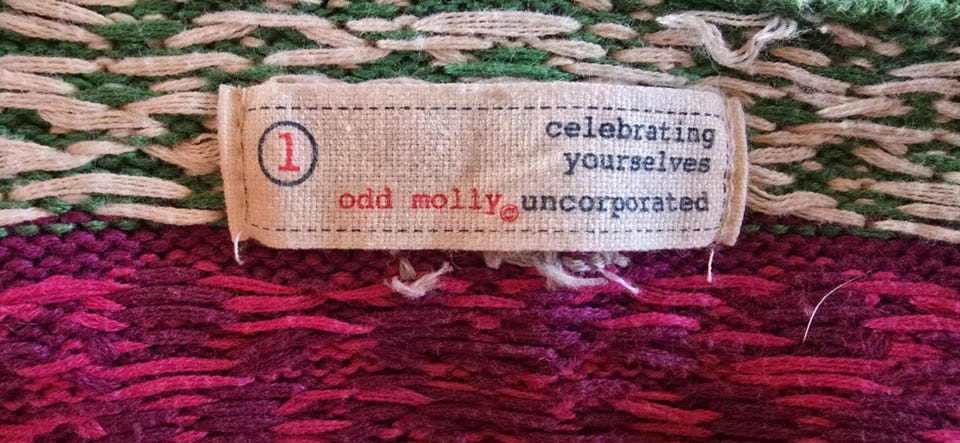 1
celebrating
yourselves
odd molly© uncorporated